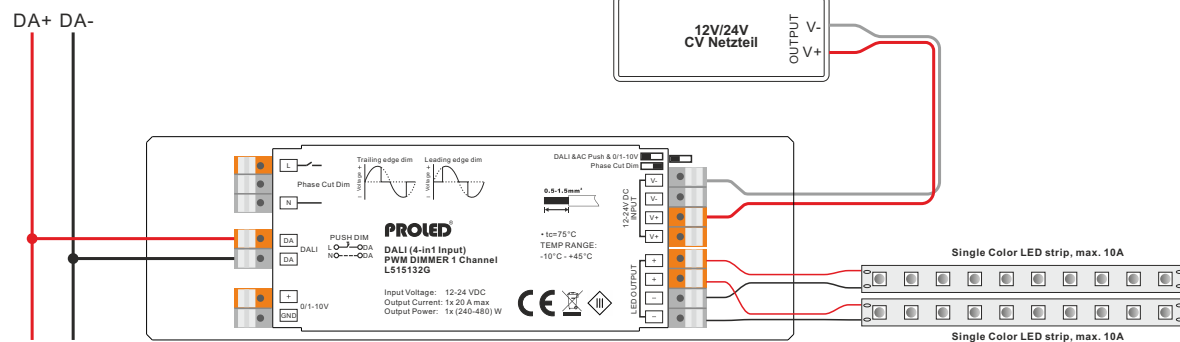 DA+ DA-
12V/24V
CV Netzteil
OUTPUT
V-
V+
L
Phase Cut Dim
N
Trailing edge dim
Leading edge dim
Voltage
+
−
Voltage
+
−
DALI &AC Push & 0/1-10V
Phase Cut Dim
0.5-1.5mm²
V-
V-
V+
V+
12-24V DC
INPUT
DA
DA
DALI
PUSH DIM
L DA
N DA
PROLED®
DALI (4-in1 Input)
PWM DIMMER 1 Channel
L515132G
• tc=75°C
TEMP RANGE:
-10°C - +45°C
+
GND
0/1-10V
Input Voltage: 12-24 VDC
Output Current: 1x 20 A max
Output Power: 1x (240-480) W
CE
III
+
+
−
−
LED OUTPUT
Single Color LED strip, max. 10A
Single Color LED strip, max. 10A